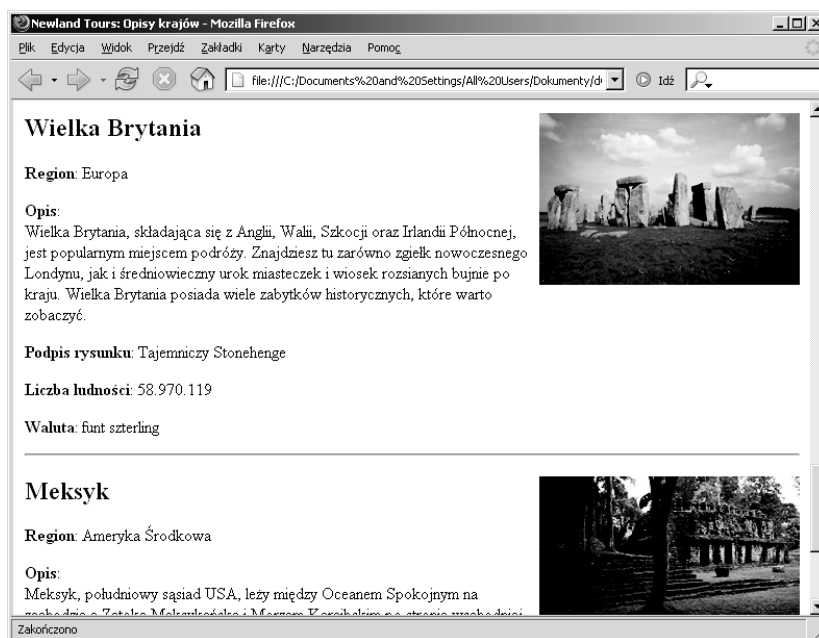 Newland Tours: Opisy krajów - Mozilla Firefox
Plik Edycja Widok Przejdź Zakładki Karty Narzędzia Pomoc
file:///C:/Documents%20and%20Settings/All%20Users/Dokumenty/d Idź
Wielka Brytania
Region: Europa
Opis:
Wielka Brytania, składająca się z Anglii, Walii, Szkocji oraz Irlandii Północnej,
jest popularnym miejscem podróży. Znajdziesz tu zarówno zgiełk nowoczesnego
Londynu, jak i średniowieczny urok miasteczek i wiosek rozsianych bujnie po
kraju. Wielka Brytania posiada wiele zabytków historycznych, które warto
zobaczyć.
Podpis rysunku: Tajemniczy Stonehenge
Liczba ludności: 58.970.119
Waluta: funt szterling
Meksyk
Region: Ameryka Środkowa
Opis:
Meksyk, południowy sąsiad USA, leży między Oceanem Spokojnym na
Zakończono